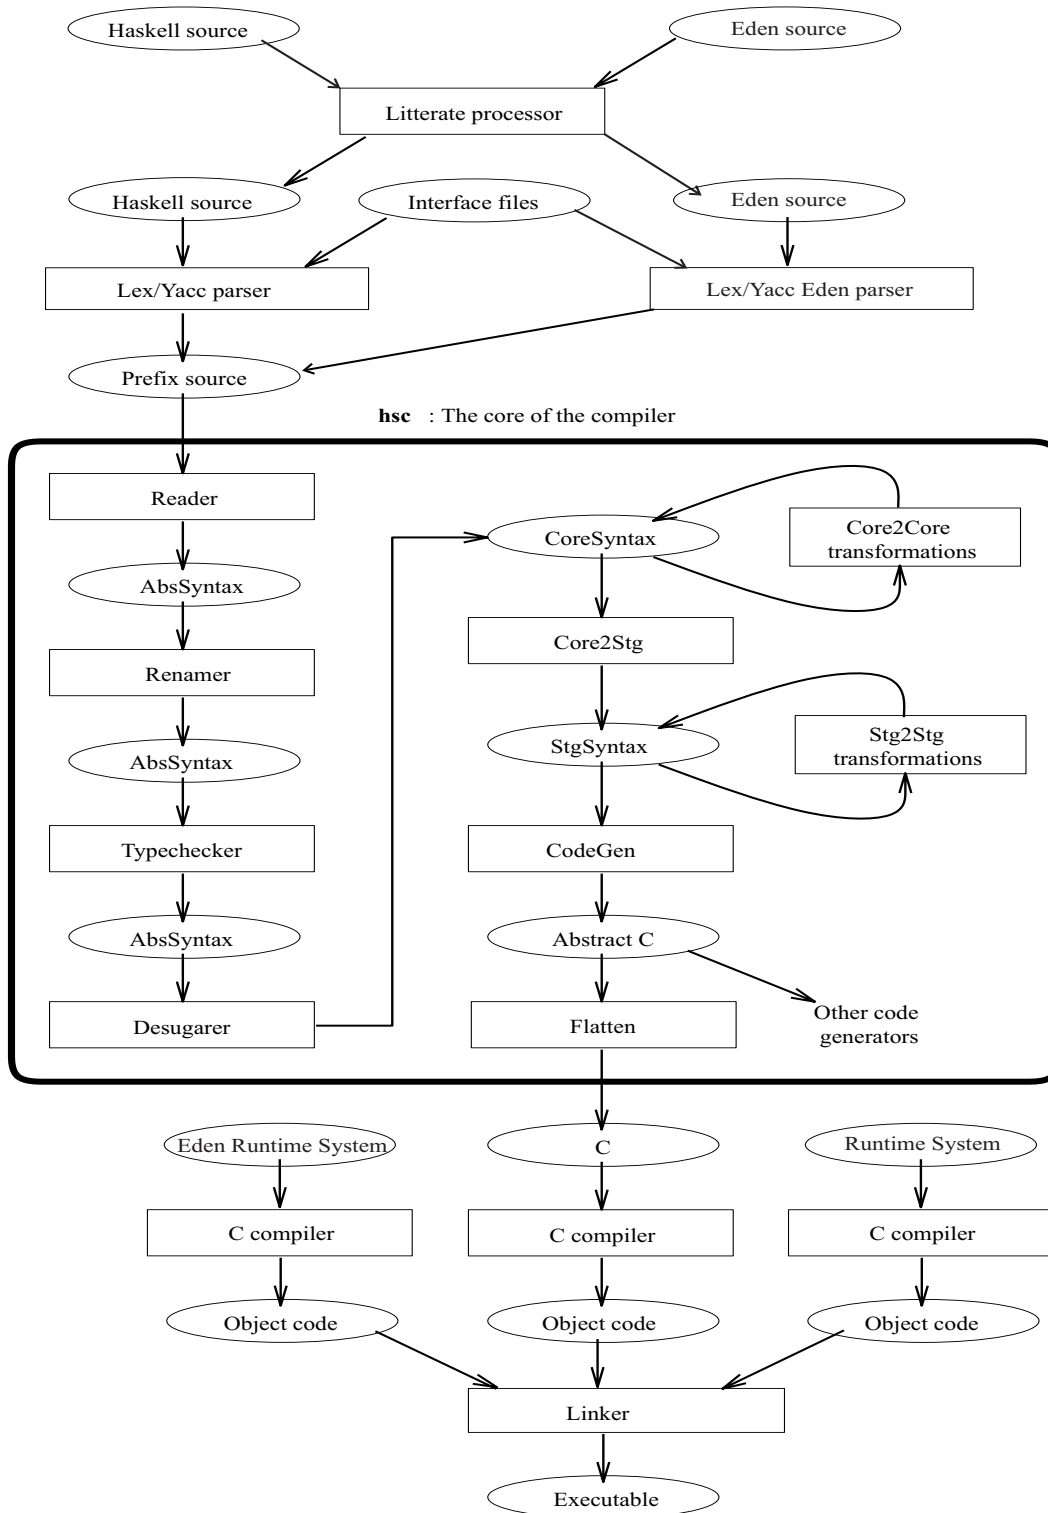 Haskell source
Eden source
Litterate processor
Haskell source
Interface files
Eden source
Lex/Yacc parser
Lex/Yacc Eden parser
Prefix source
hsc : The core of the compiler
Reader
CoreSyntax
Core2Core
transformations
AbsSyntax
Core2Stg
Renamer
StgSyntax
Stg2Stg
transformations
AbsSyntax
Typechecker
CodeGen
AbsSyntax
Abstract C
Desugarer
Flatten
Other code
generators
Eden Runtime System
C
Runtime System
C compiler
C compiler
C compiler
Object code
Object code
Object code
Linker
Executable